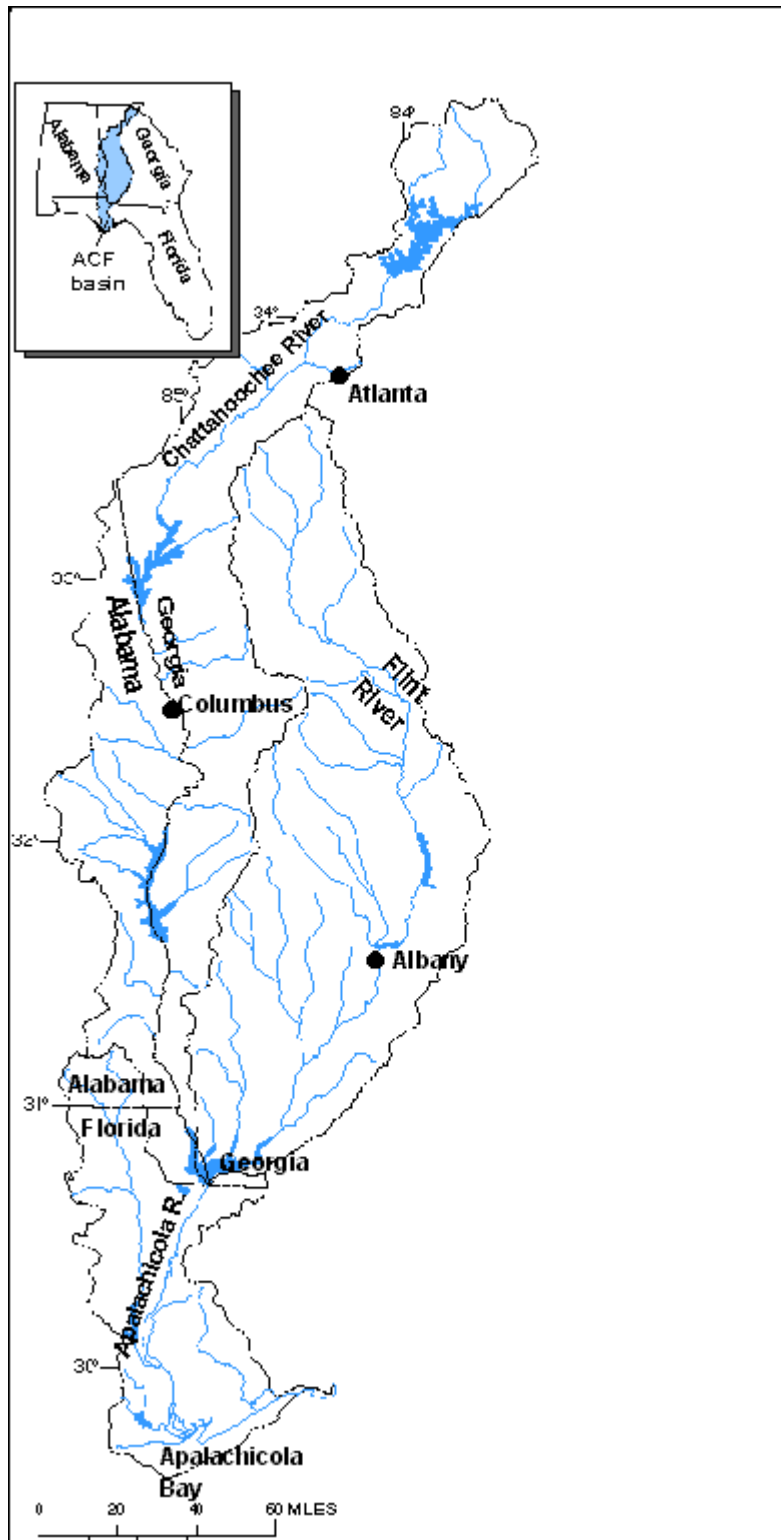 Alabama
Georgia
Florida
ACF
basin
84°
34°
85°
Chattahoochee River
Atlanta
33°
Georgia
Alabama
Columbus
Flint
River
32°
Albany
Alabama
31°
Florida
Georgia
Apalachicola R.
30°
Apalachicola
Bay
0 20 40 60 MILES